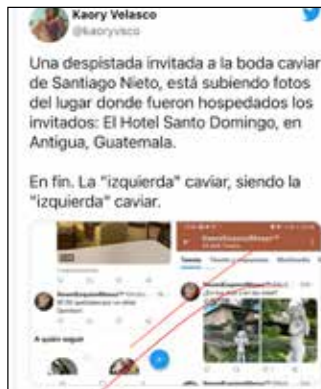 Kaory Velasco
@kaoryvsco
Una despistada invitada a la boda caviar
de Santiago Nieto, está subiendo fotos
del lugar donde fueron hospedados los
invitados: El Hotel Santo Domingo, en
Antigua, Guatemala.
En fin. La "izquierda" caviar, siendo la
"izquierda" caviar.
A quién seguir